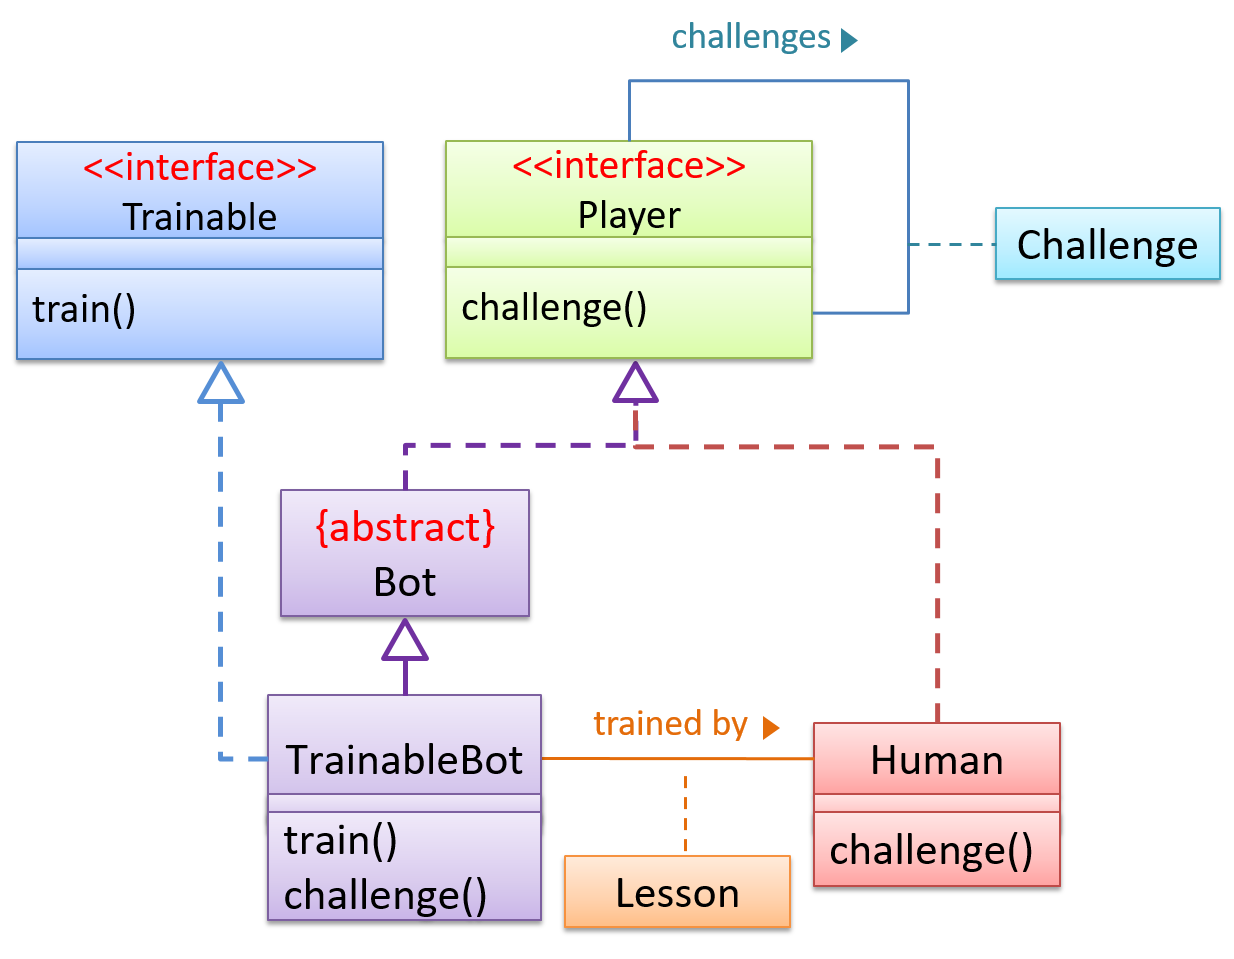 challenges
<<interface>>
Trainable
train()
<<interface>>
Player
challenge()
Challenge
{abstract}
Bot
TrainableBot
train()
challenge()
trained by
Human
challenge()
Lesson